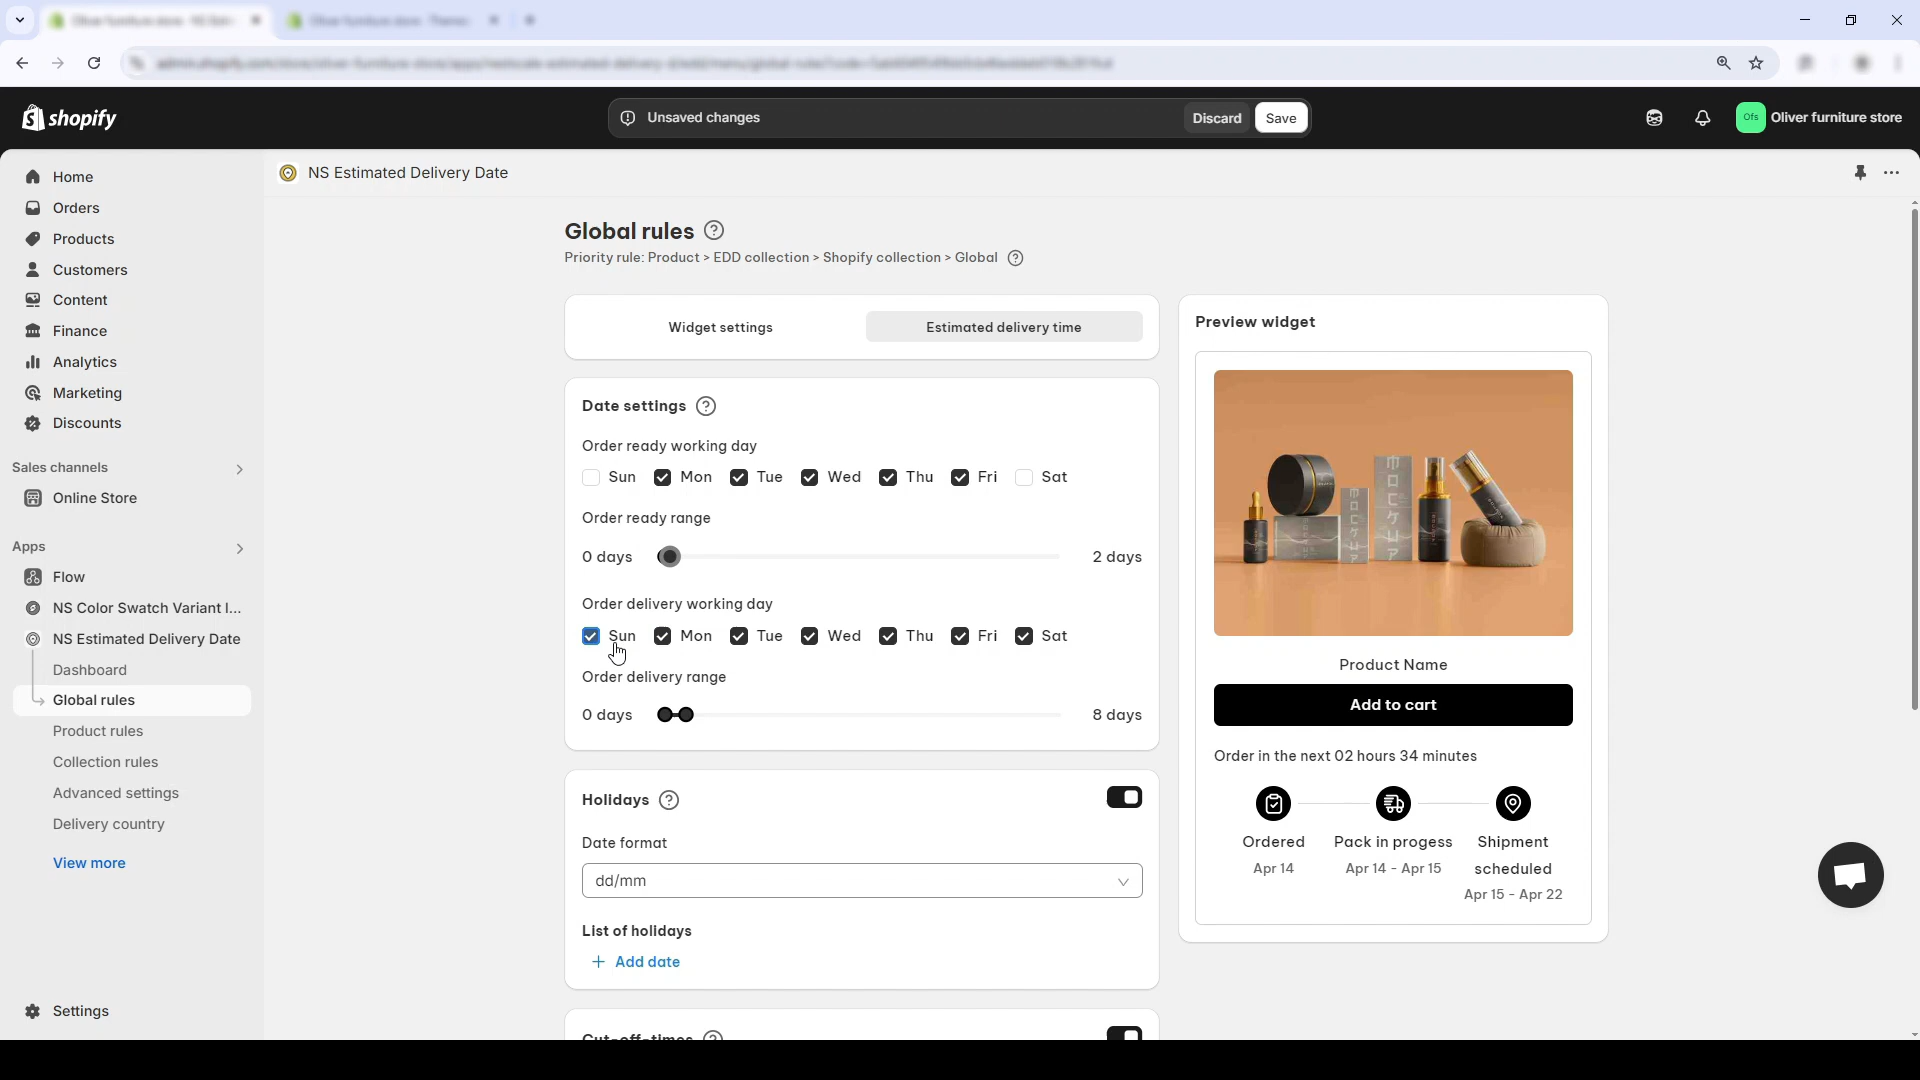 shopify
Unsaved changes
Discard
Save
Ofs
Oliver furniture store
Home
Orders
Products
Customers
Content
Finance
Analytics
Marketing
Discounts
Sales channels
Online Store
Apps
Flow
NS Color Swatch Variant I...
NS Estimated Delivery Date
Dashboard
Global rules
Product rules
Collection rules
Advanced settings
Delivery country
View more
Settings
NS Estimated Delivery Date
Global rules
Priority rule: Product > EDD collection > Shopify collection > Global
Widget settings
Estimated delivery time
Date settings
Order ready working day
Sun Mon Tue Wed Thu Fri Sat
Order ready range
0 days 2 days
Order delivery working day
Sun Mon Tue Wed Thu Fri Sat
Order delivery range
0 days 8 days
Holidays
Date format
dd/mm
List of holidays
+ Add date
Cut-off-times
Preview widget
MOCKUP
MOCKUP
Product Name
Add to cart
Order in the next 02 hours 34 minutes
Ordered
Apr 14
Pack in progess
Apr 14 - Apr 15
Shipment
scheduled
Apr 15 - Apr 22